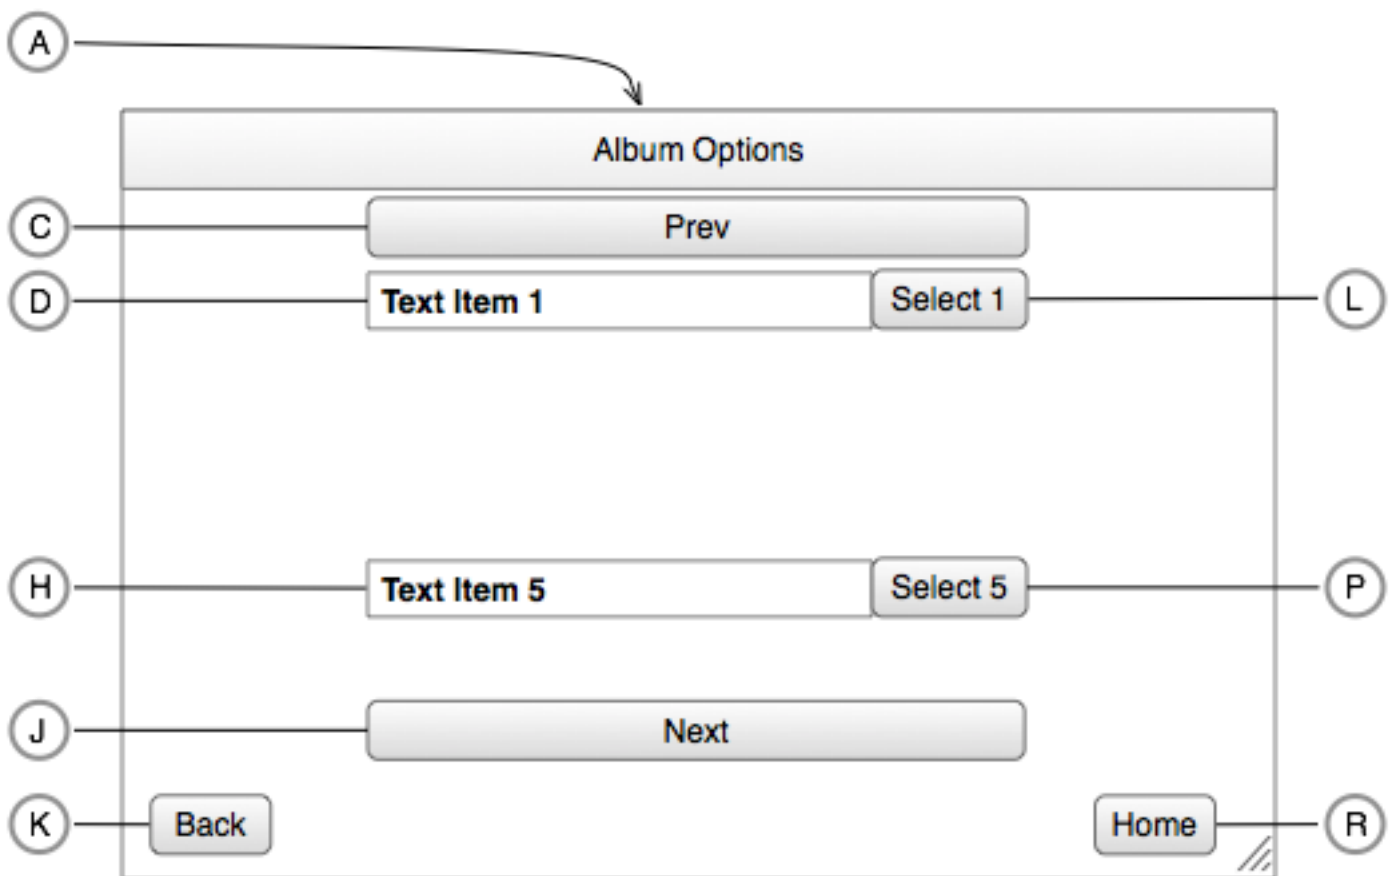 A
Album Options
C
Prev
D
Text Item 1
Select 1
L
H
Text Item 5
Select 5
P
J
Next
K
Back
Home
R